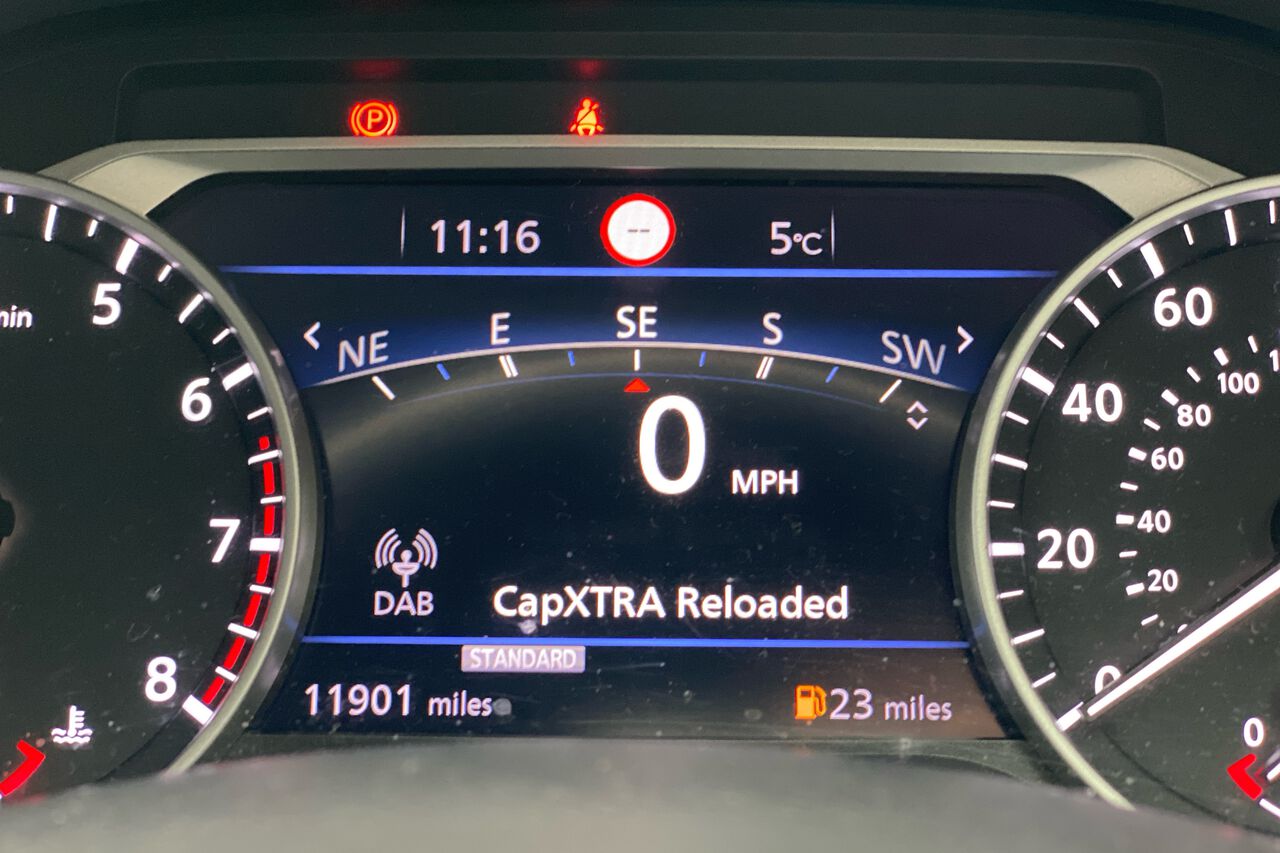 P
11:16 -- 5°C
NE E SE S SW
0 MPH
DAB
CapXTRA Reloaded
STANDARD
11901 miles
23 miles
min
5
6
7
8
60
40
20
0
100
80
60
40
20
0